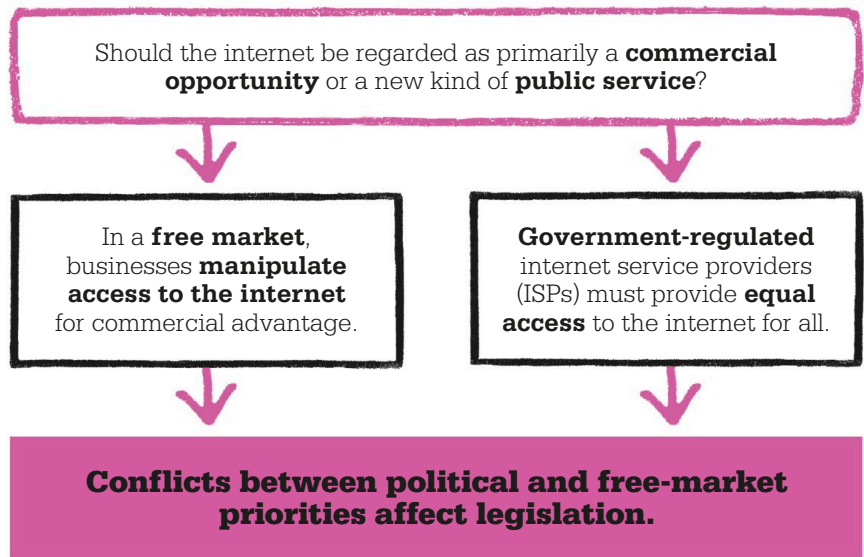 Should the internet be regarded as primarily a commercial
opportunity or a new kind of public service?
In a free market,
businesses manipulate
access to the internet
for commercial advantage.
Government-regulated
internet service providers
(ISPs) must provide equal
access to the internet for all.
Conflicts between political and free-market
priorities affect legislation.